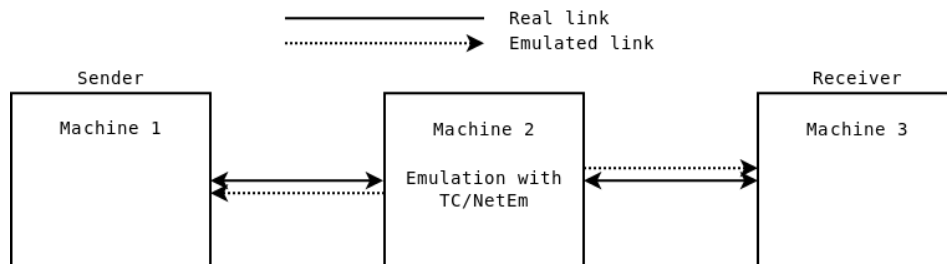 Real link
Emulated link
Sender
Receiver
Machine 1
Machine 2
Machine 3
Emulation with
TC/NetEm